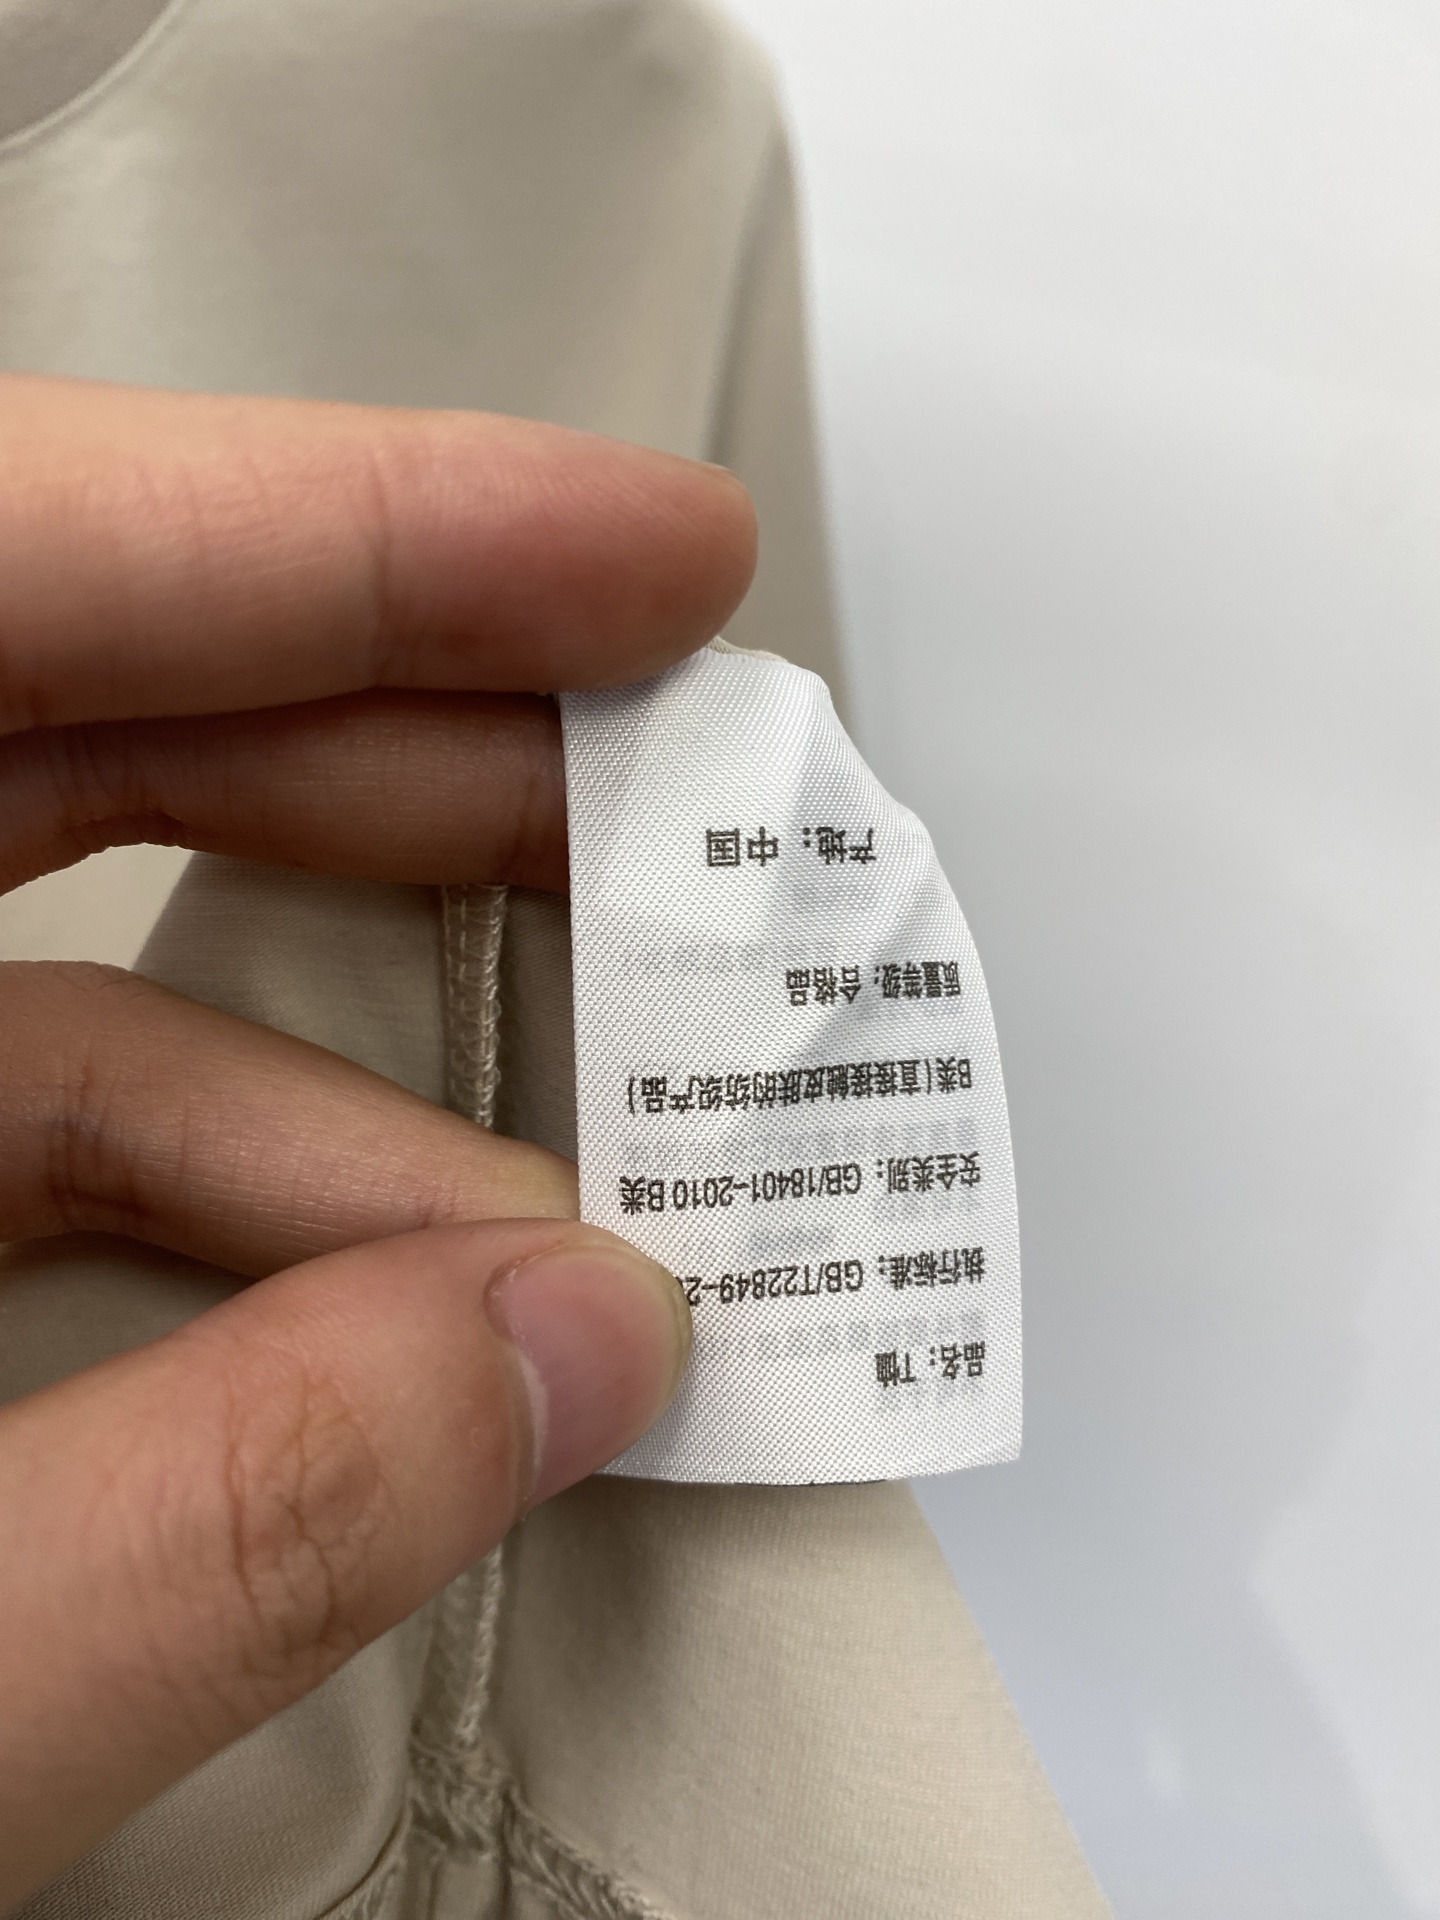 品名：T恤
执行标准：GB/T22849-2
安全类别：GB/18401-2010 B类
B类(直接接触皮肤的纺织产品)
质量等级：合格品
产地：中国